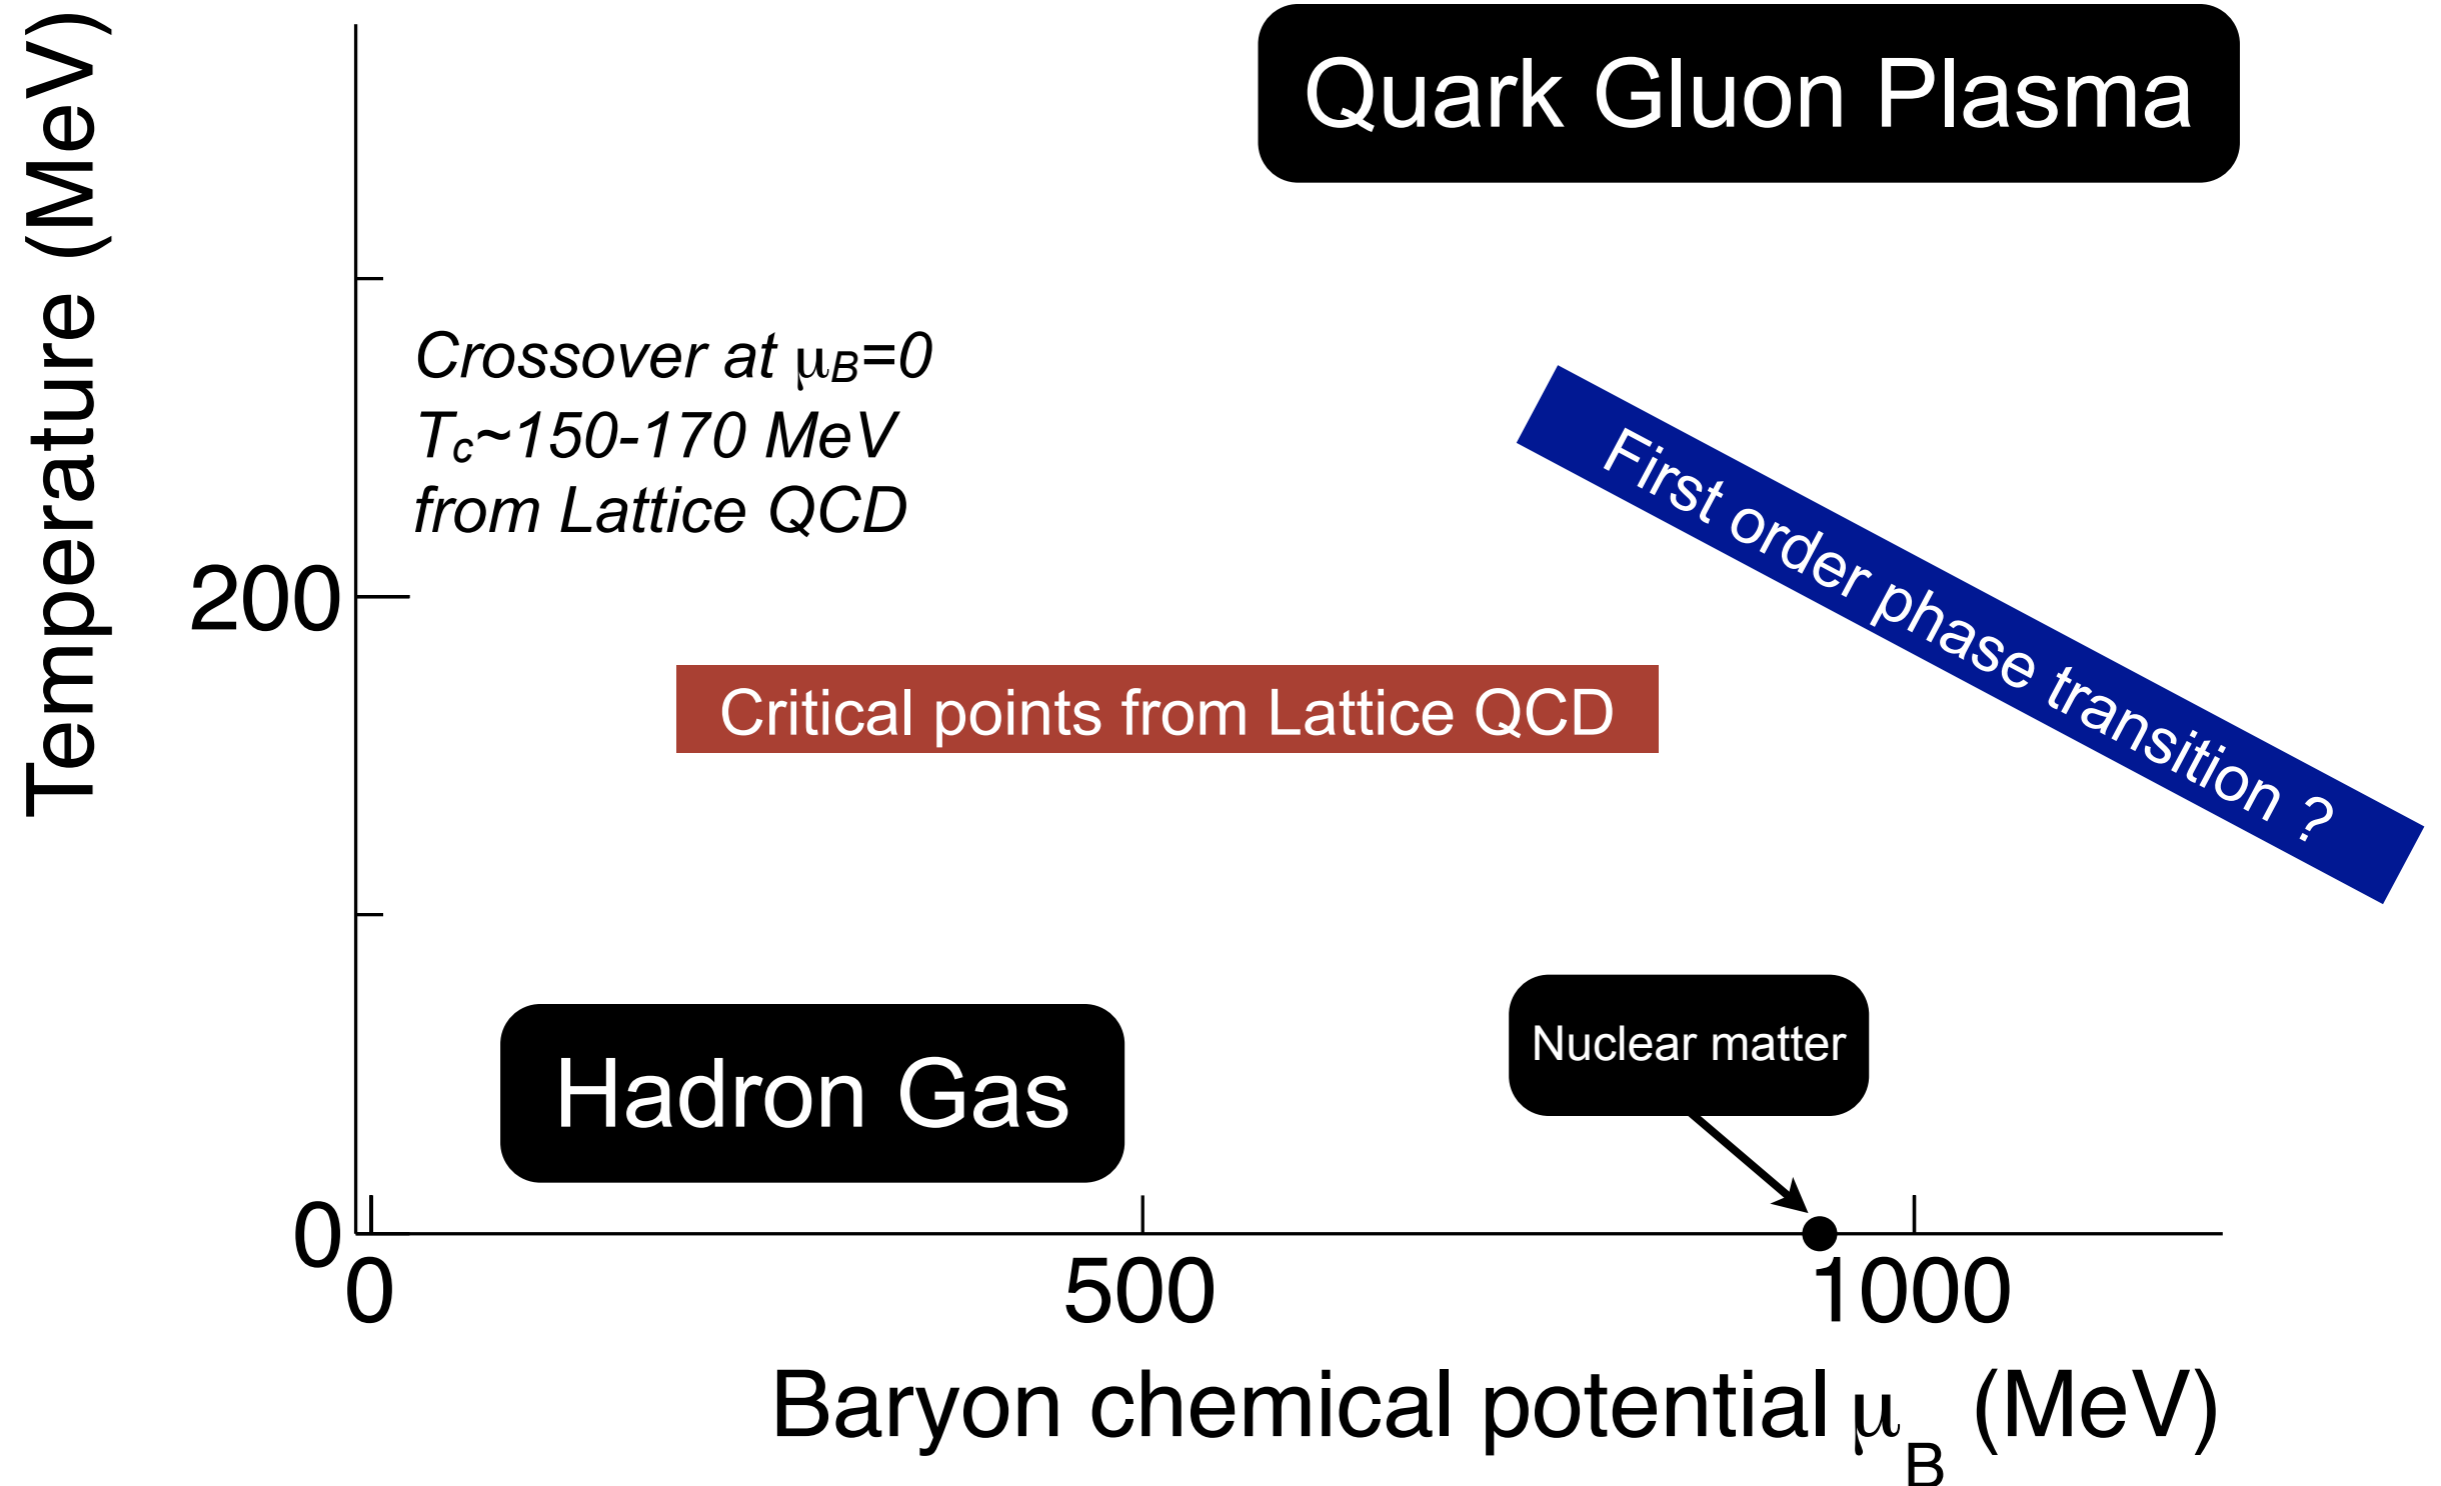 Temperature (MeV)
Quark Gluon Plasma
Crossover at μB=0
Tc~150-170 MeV
from Lattice QCD
First order phase transition ?
200
Critical points from Lattice QCD
Nuclear matter
Hadron Gas
0
0 500 1000
Baryon chemical potential μB (MeV)